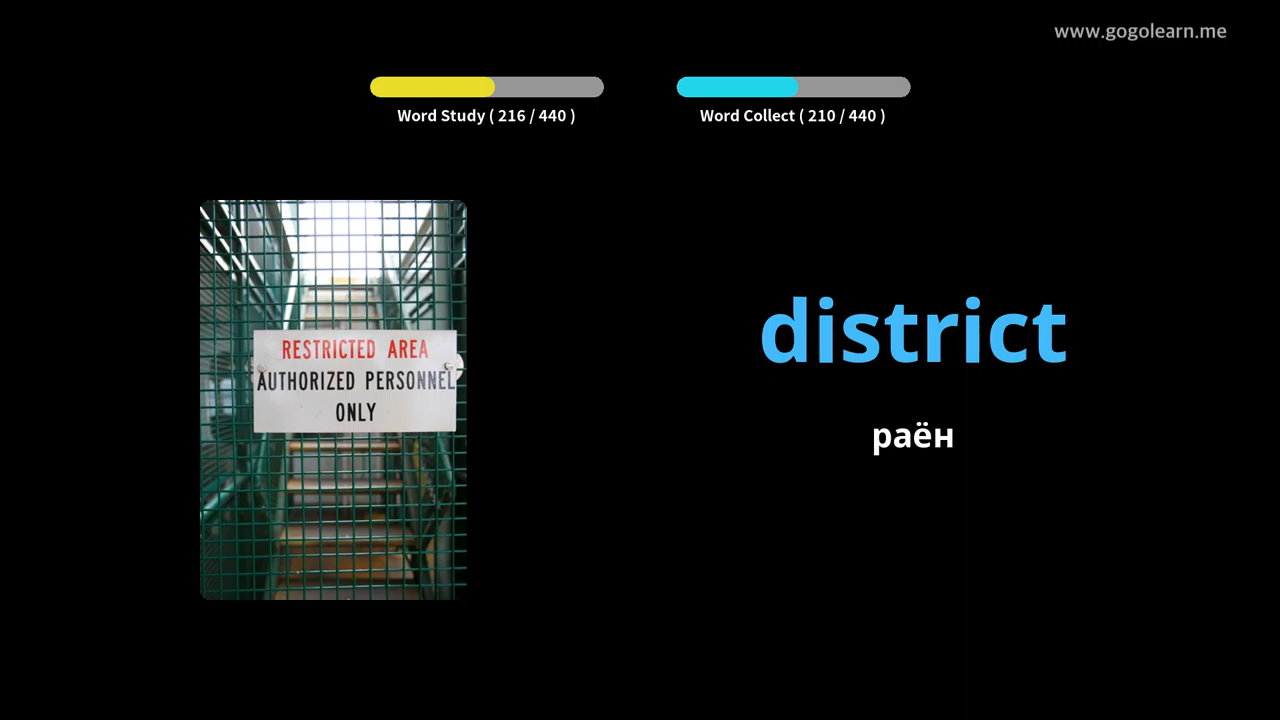 www.gogolearn.me
Word Study ( 216 / 440 )
Word Collect ( 210 / 440 )
RESTRICTED AREA
AUTHORIZED PERSONNEL
ONLY
district
раён